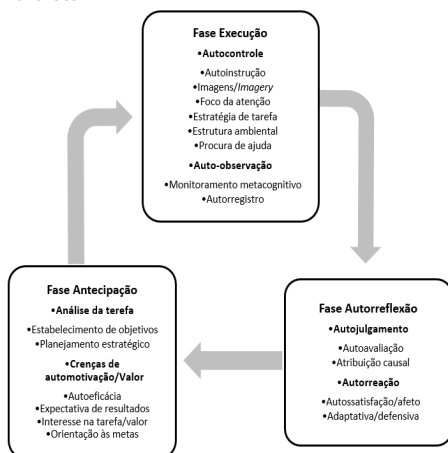 Fase Execução
•Autocontrole
•Autoinstrução
•Imagens/Imagery
•Foco da atenção
•Estratégia de tarefa
•Estrutura ambiental
•Procura de ajuda
•Auto-observação
•Monitoramento metacognitivo
•Autorregistro
Fase Antecipação
•Análise da terefa
•Estabelecimento de objetivos
•Planejamento estratégico
•Crenças de
automotivação/Valor
•Autoeficácia
•Expectativa de resultados
•Interesse na tarefa/valor
•Orientação às metas
Fase Autorreflexão
•Autojulgamento
•Autoavaliação
•Atribuição causal
•Autorreação
•Autossatisfação/afeto
•Adaptativa/defensiva